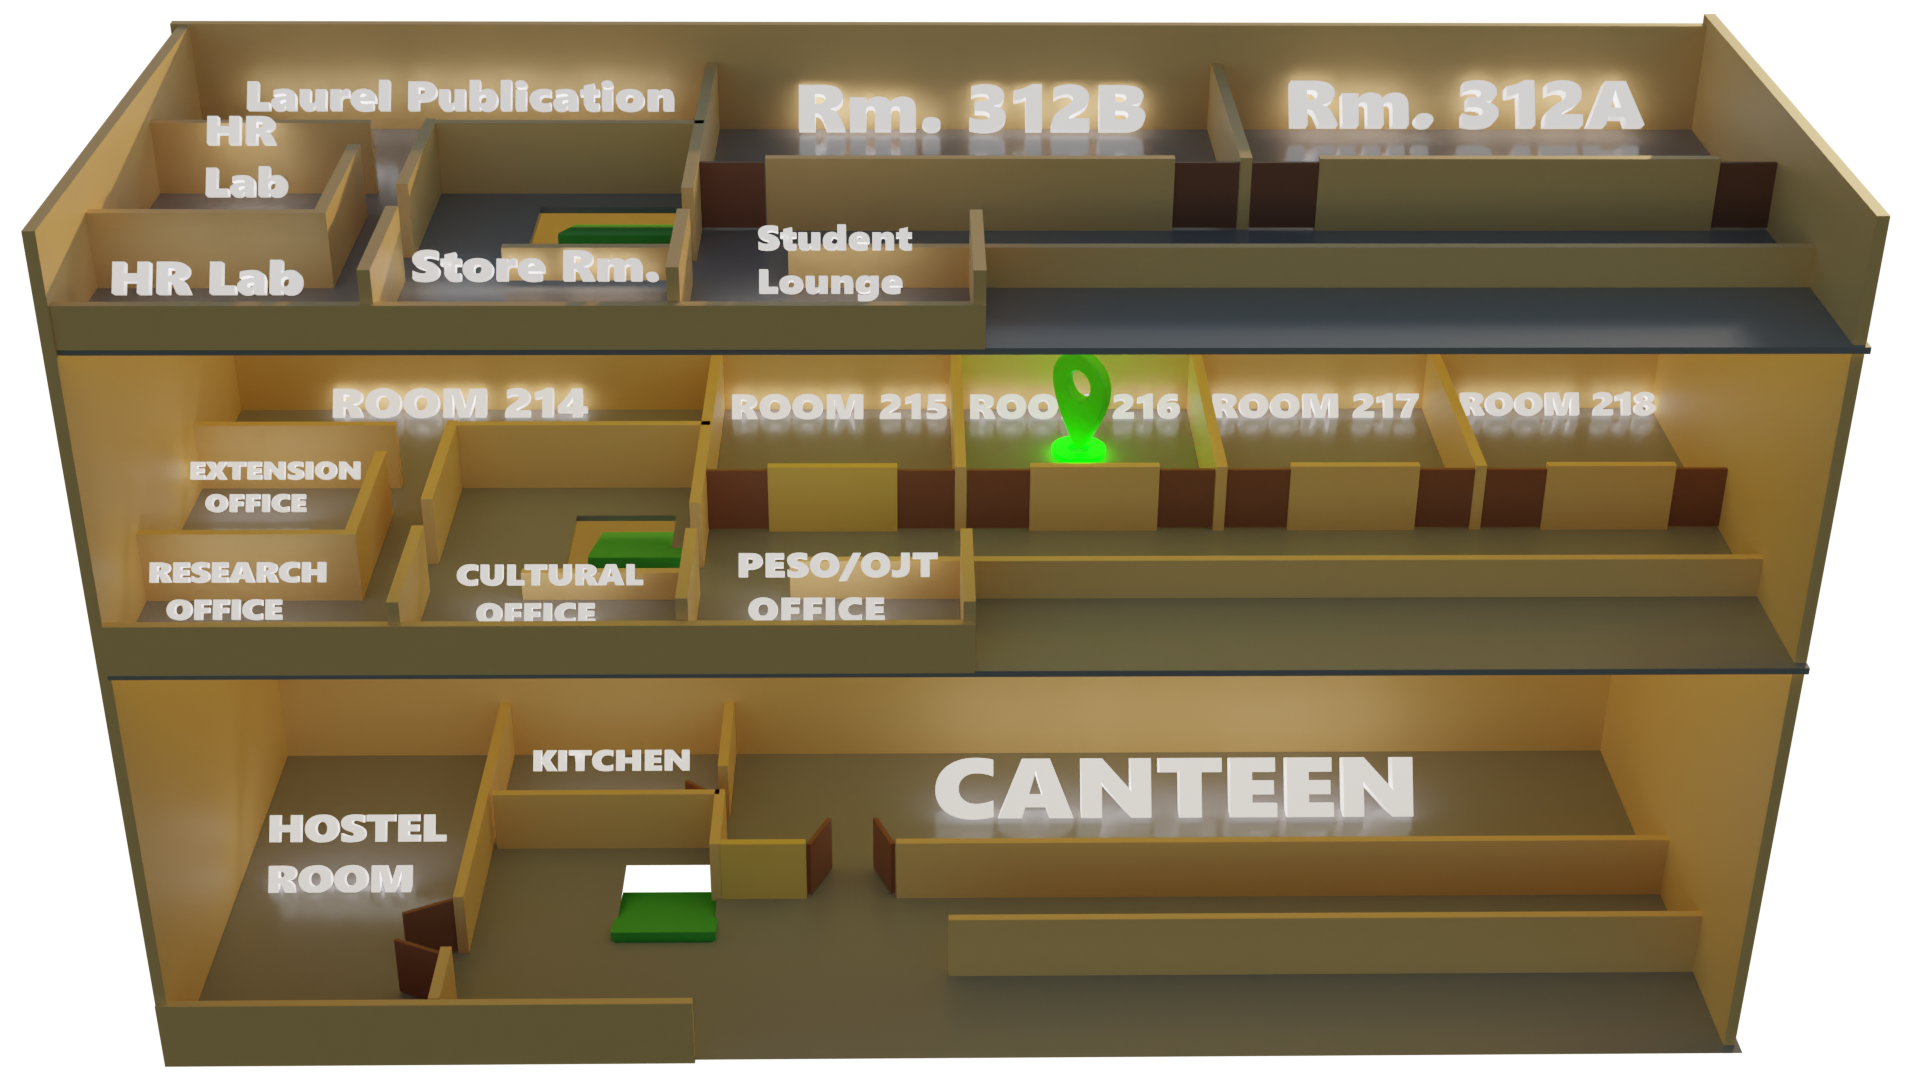 Laurel Publication
HR
Lab
Rm. 312B
Rm. 312A
HR Lab
Store Rm.
Student
Lounge
ROOM 214
ROOM 215
216
ROOM 217
ROOM 218
EXTENSION
OFFICE
RESEARCH
OFFICE
CULTURAL
OFFICE
PESO/OJT
OFFICE
KITCHEN
HOSTEL
ROOM
CANTEEN